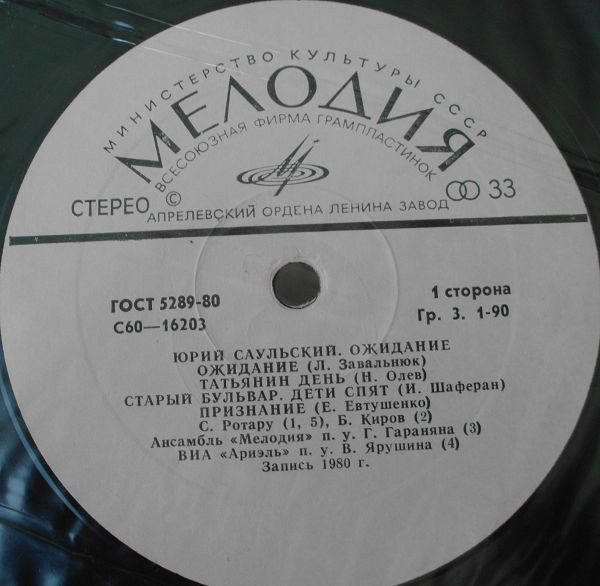 МИНИСТЕРСТВО КУЛЬТУРЫ СССР
МЕЛОДИЯ
ВСЕСОЮЗНАЯ ФИРМА ГРАМПЛАСТИНОК
СТЕРЕО © 33
АПРЕЛЕВСКИЙ ОРДЕНА ЛЕНИНА ЗАВОД
ГОСТ 5289-80 1 сторона
С60—16203 Гр. 3. 1-90
ЮРИЙ САУЛЬСКИЙ. ОЖИДАНИЕ
ОЖИДАНИЕ (Л. Завальнюк)
ТАТЬЯНИН ДЕНЬ (Н. Олев)
СТАРЫЙ БУЛЬВАР. ДЕТИ СПЯТ (И. Шаферан)
ПРИЗНАНИЕ (Е. Евтушенко)
С. Ротару (1, 5), Б. Киров (2)
Ансамбль «Мелодия» п. у. Г. Гараняна (3)
ВИА «Ариэль» п. у. В. Ярушина (4)
Запись 1980 г.